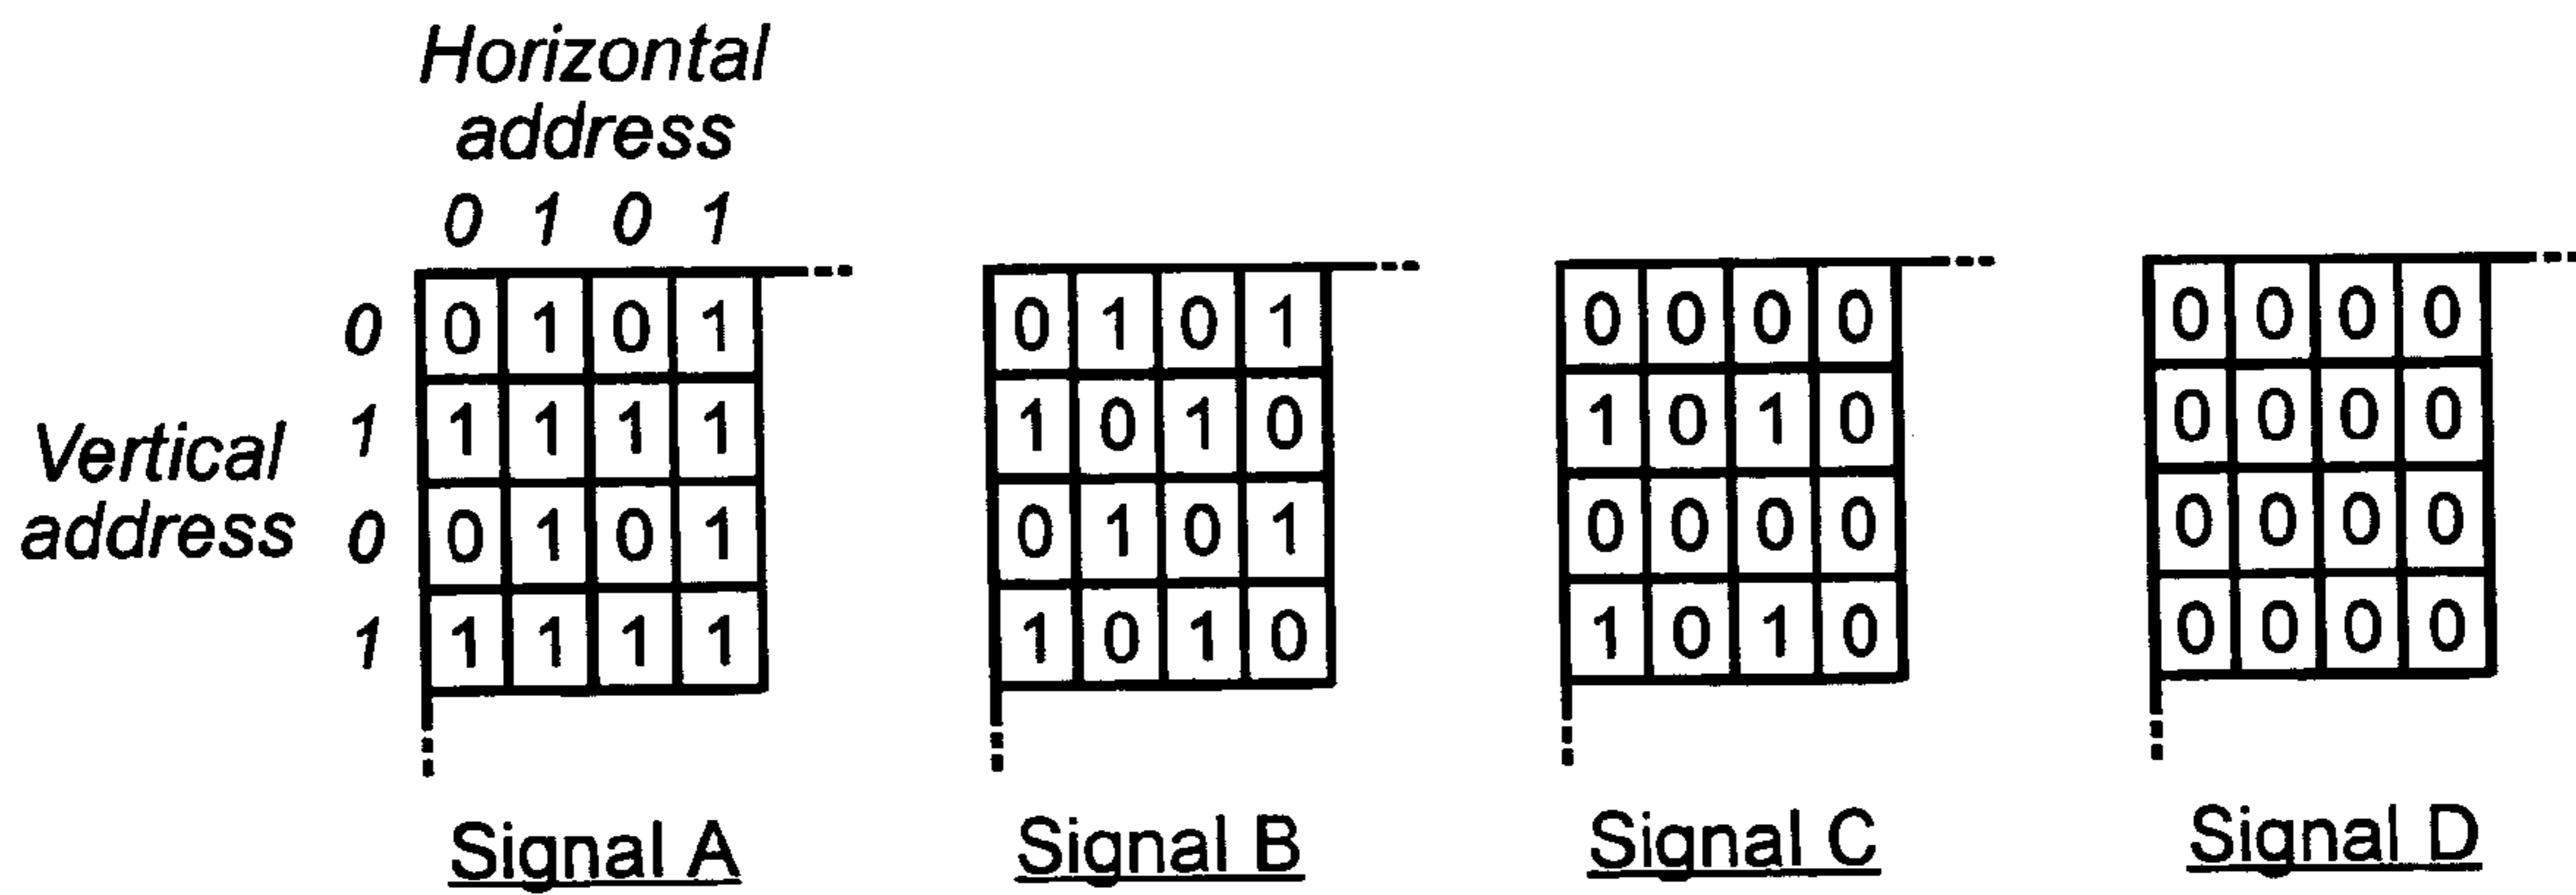 Horizontal
address
0 1 0 1
0 0 1 0 1 0 1 0 1 0 0 0 0 0 0 0 0
1 1 1 1 1 1 0 1 0 1 0 1 0 0 0 0 0
Vertical
address
0 0 1 0 1 0 1 0 1 0 0 0 0 0 0 0 0
1 1 1 1 1 1 0 1 0 1 0 1 0 0 0 0 0
Signal A Signal B Signal C Signal D